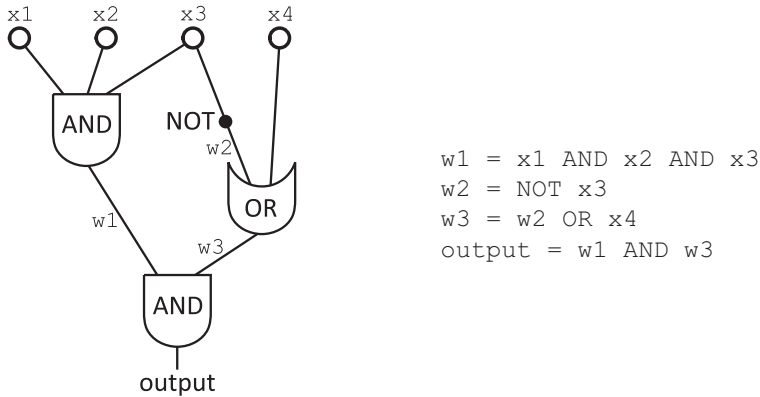 x1 x2 x3 x4
AND
NOT
w2
OR
w1
w3
AND
output
w1 = x1 AND x2 AND x3
w2 = NOT x3
w3 = w2 OR x4
output = w1 AND w3